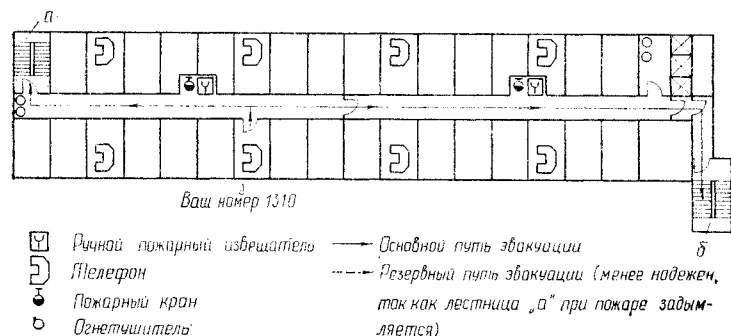 а
Ваш номер 1310
б
Ручной пожарный извещатель
Телефон
Пожарный кран
Огнетушитель
Основной путь эвакуации
Резервный путь эвакуации (менее надежен,
так как лестница „а" при пожаре задым-
ляется)